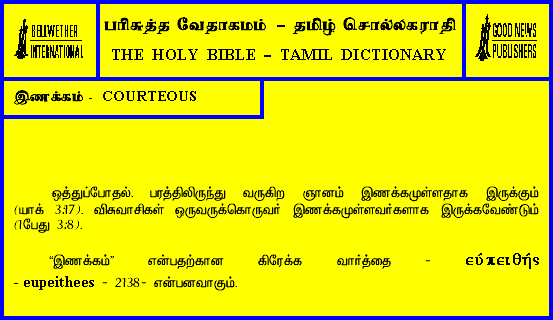 BELLWETHER
INTERNATIONAL
பரிசுத்த வேதாகமம் – தமிழ் சொல்லகராதி
THE HOLY BIBLE – TAMIL DICTIONARY
GOOD NEWS
PUBLISHERS
இணக்கம் - COURTEOUS
ஒத்துப்போதல். பரத்திலிருந்து வருகிற ஞானம் இணக்கமுள்ளதாக இருக்கும்
(யாக் 3:17). விசுவாசிகள் ஒருவருக்கொருவர் இணக்கமுள்ளவர்களாக இருக்கவேண்டும்
(1பேது 3:8).
“இணக்கம்” என்பதற்கான கிரேக்க வார்த்தை - εύπειθής
- eupeithees - 2138- என்பனவாகும்.